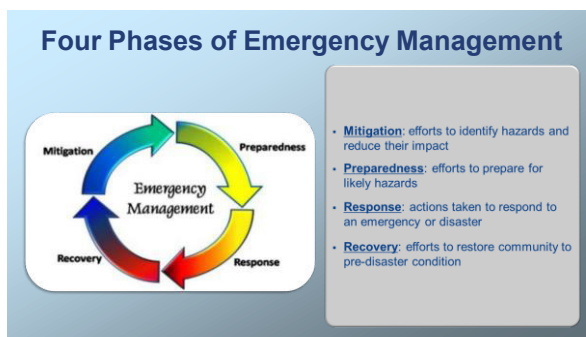 Four Phases of Emergency Management
Mitigation
Preparedness
Emergency
Management
Recovery
Response
• Mitigation: efforts to identify hazards and
reduce their impact
• Preparedness: efforts to prepare for
likely hazards
• Response: actions taken to respond to
an emergency or disaster
• Recovery: efforts to restore community to
pre-disaster condition